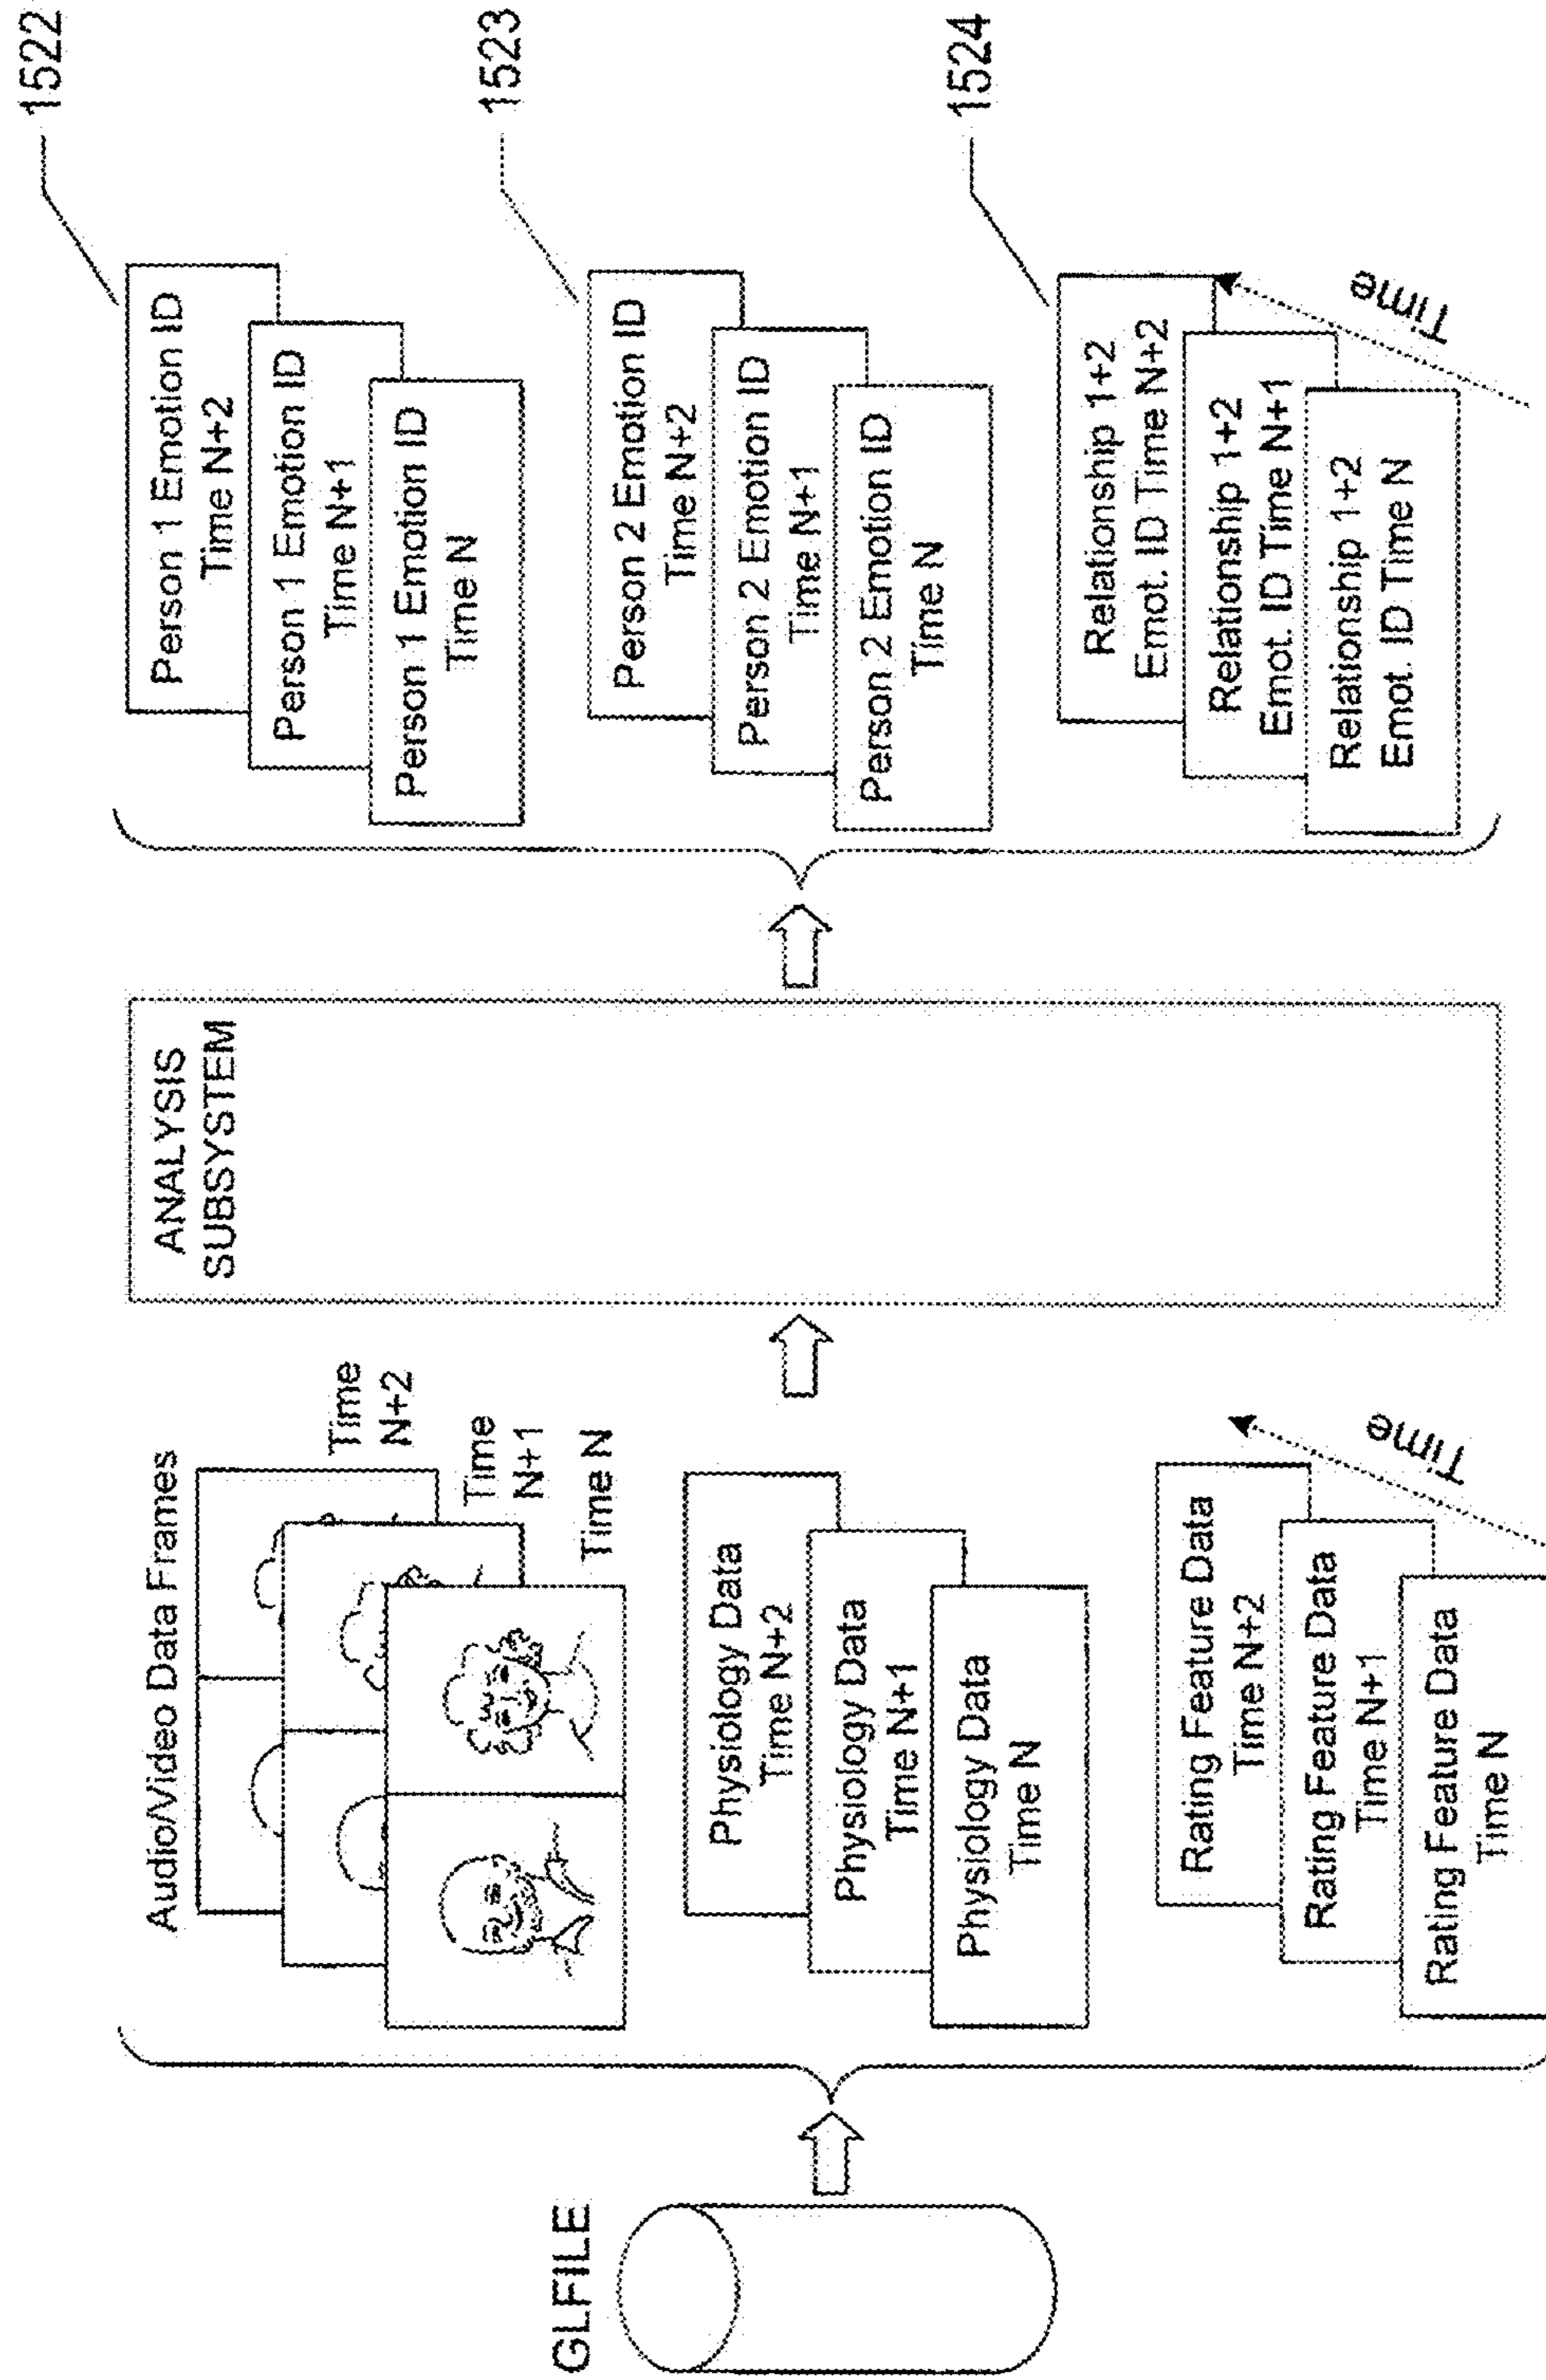 GLFILE
Audio/Video Data Frames
Time
N+2
Time
N+1
Time N
Physiology Data
Time N+2
Physiology Data
Time N+1
Physiology Data
Time N
Rating Feature Data
Time N+2
Rating Feature Data
Time N+1
Rating Feature Data
Time N
Time
ANALYSIS
SUBSYSTEM
Person 1 Emotion ID
Time N+2
Person 1 Emotion ID
Time N+1
Person 1 Emotion ID
Time N
1522
Person 2 Emotion ID
Time N+2
Person 2 Emotion ID
Time N+1
Person 2 Emotion ID
Time N
1523
Relationship 1+2
Emot. ID Time N+2
Relationship 1+2
Emot. ID Time N+1
Relationship 1+2
Emot. ID Time N
1524
Time